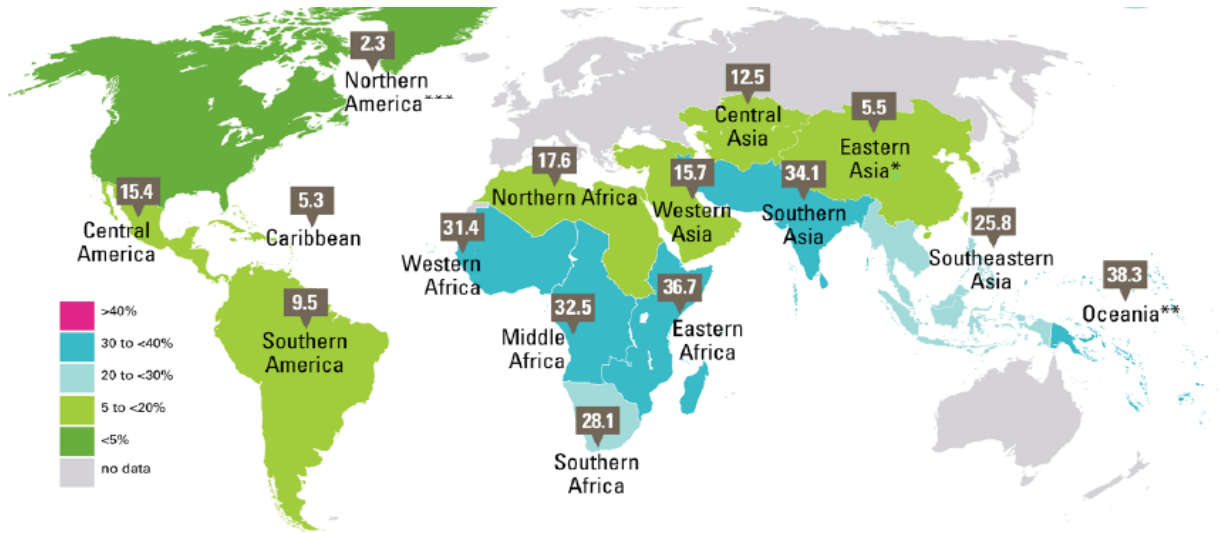 2.3
Northern
America***
12.5
Central
Asia
5.5
Eastern
Asia*
17.6
Northern Africa
15.7
Western
Asia
34.1
Southern
Asia
15.4
Central
America
5.3
Caribbean
31.4
Western
Africa
25.8
Southeastern
Asia
38.3
Oceania**
9.5
Southern
America
32.5
Middle
Africa
36.7
Eastern
Africa
28.1
Southern
Africa
>40%
30 to <40%
20 to <30%
5 to <20%
<5%
no data